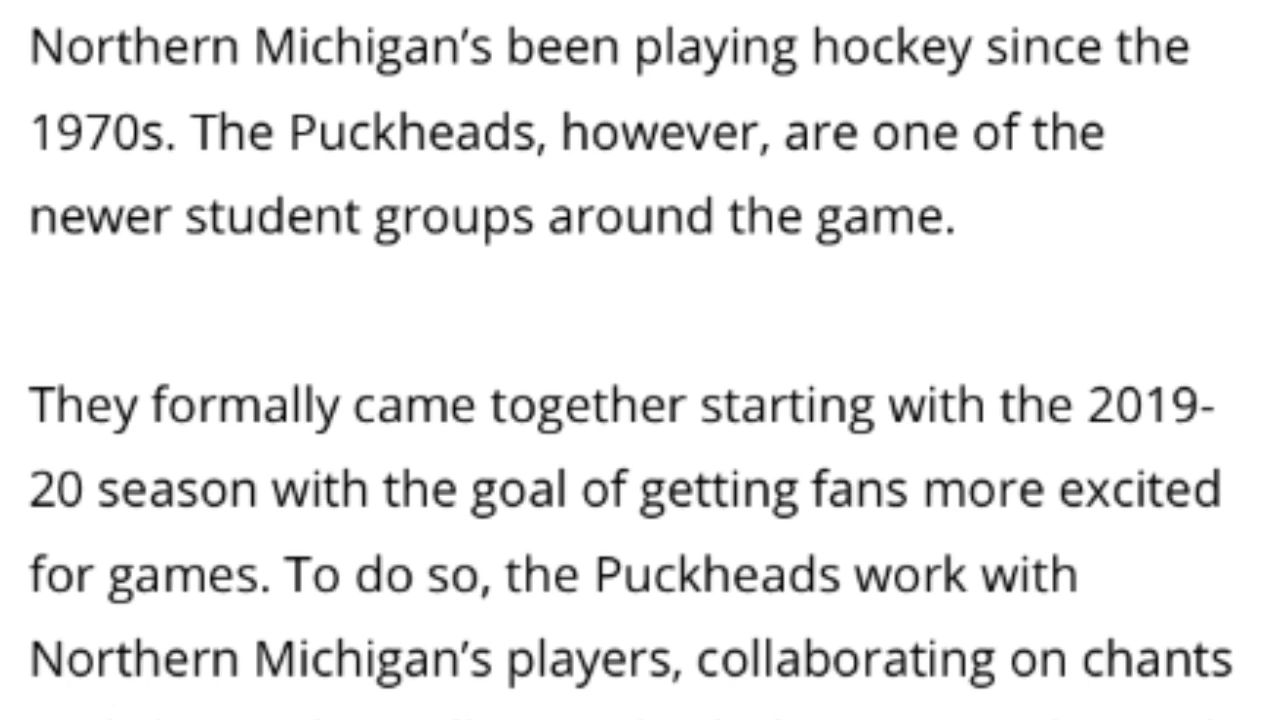 Northern Michigan’s been playing hockey since the
1970s. The Puckheads, however, are one of the
newer student groups around the game.
They formally came together starting with the 2019-
20 season with the goal of getting fans more excited
for games. To do so, the Puckheads work with
Northern Michigan’s players, collaborating on chants